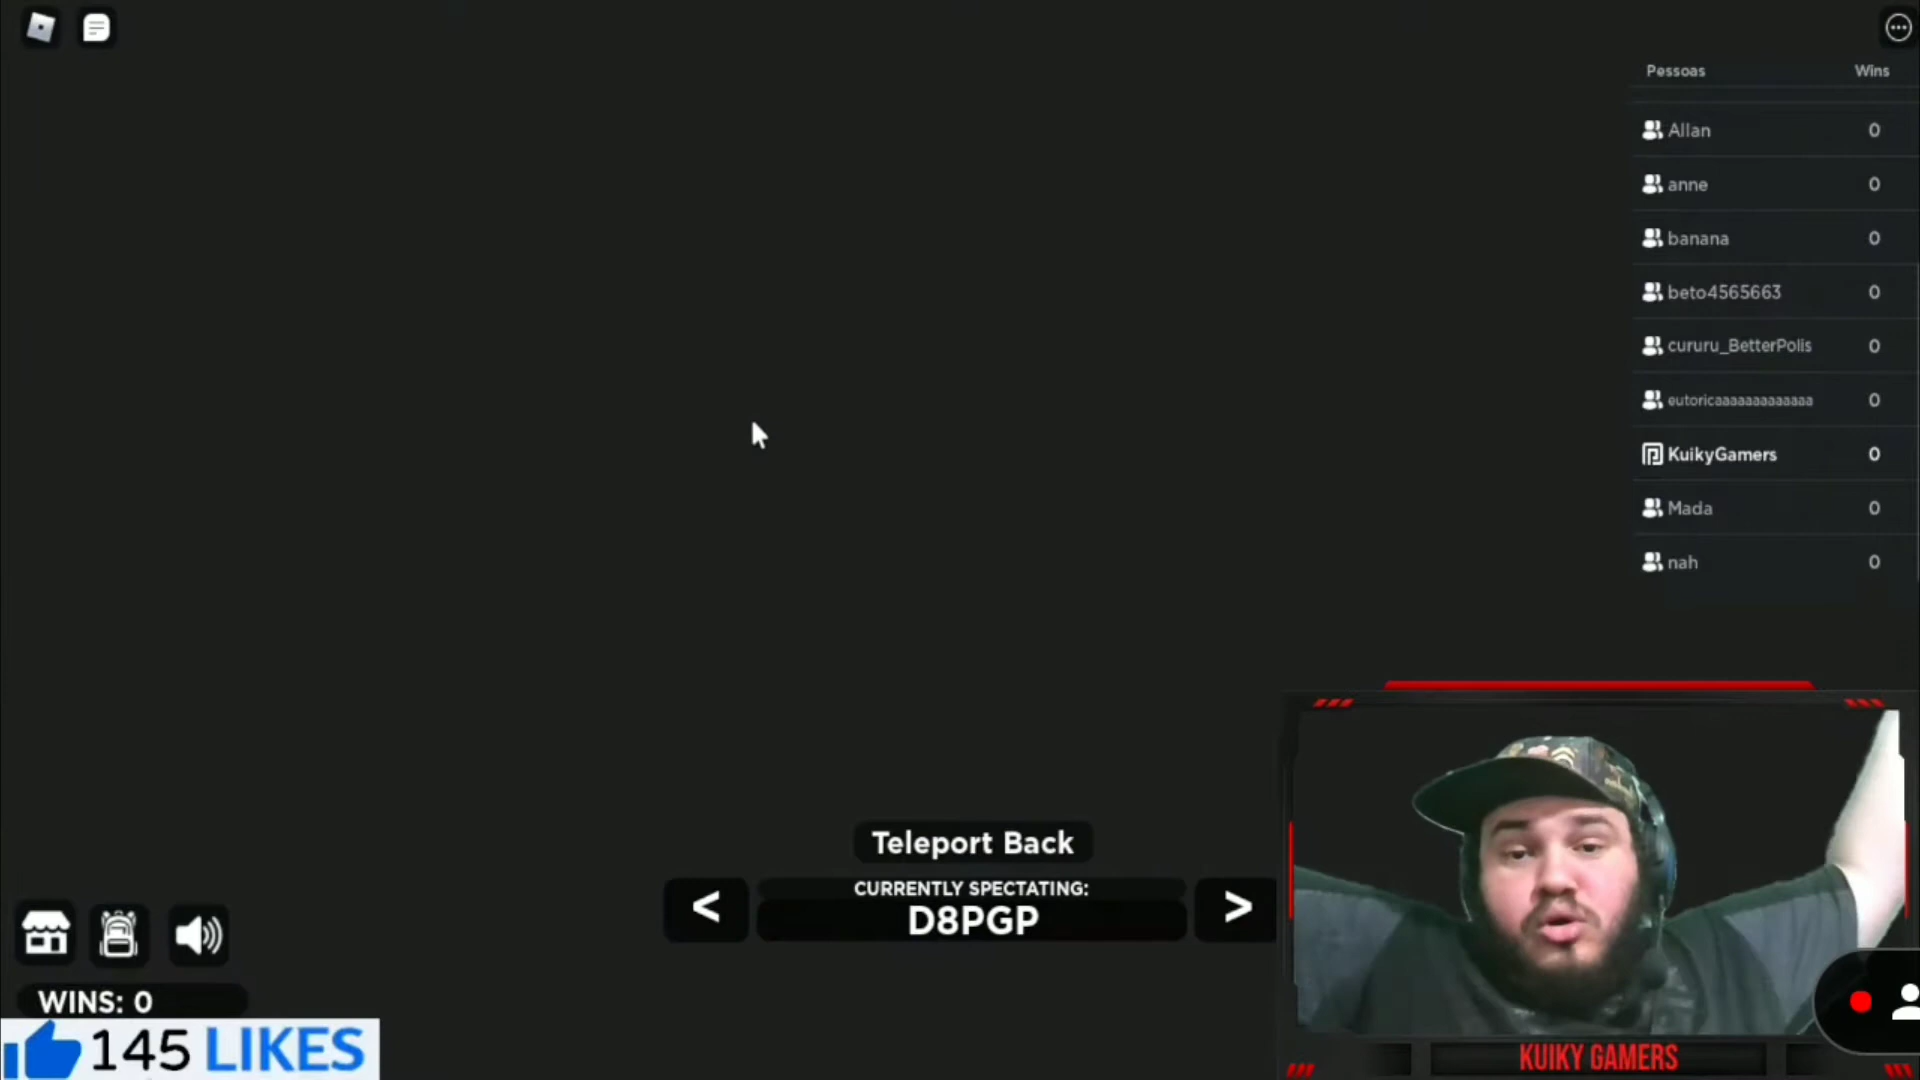 Pessoas Wins
Allan 0
anne 0
banana 0
beto4565663 0
cururu_BetterPolis 0
eutoricaaaaaaaaaaaaa 0
KuikyGamers 0
Mada 0
nah 0
Teleport Back
< CURRENTLY SPECTATING: >
D8PGP
WINS: 0
145 LIKES
KUIKY GAMERS